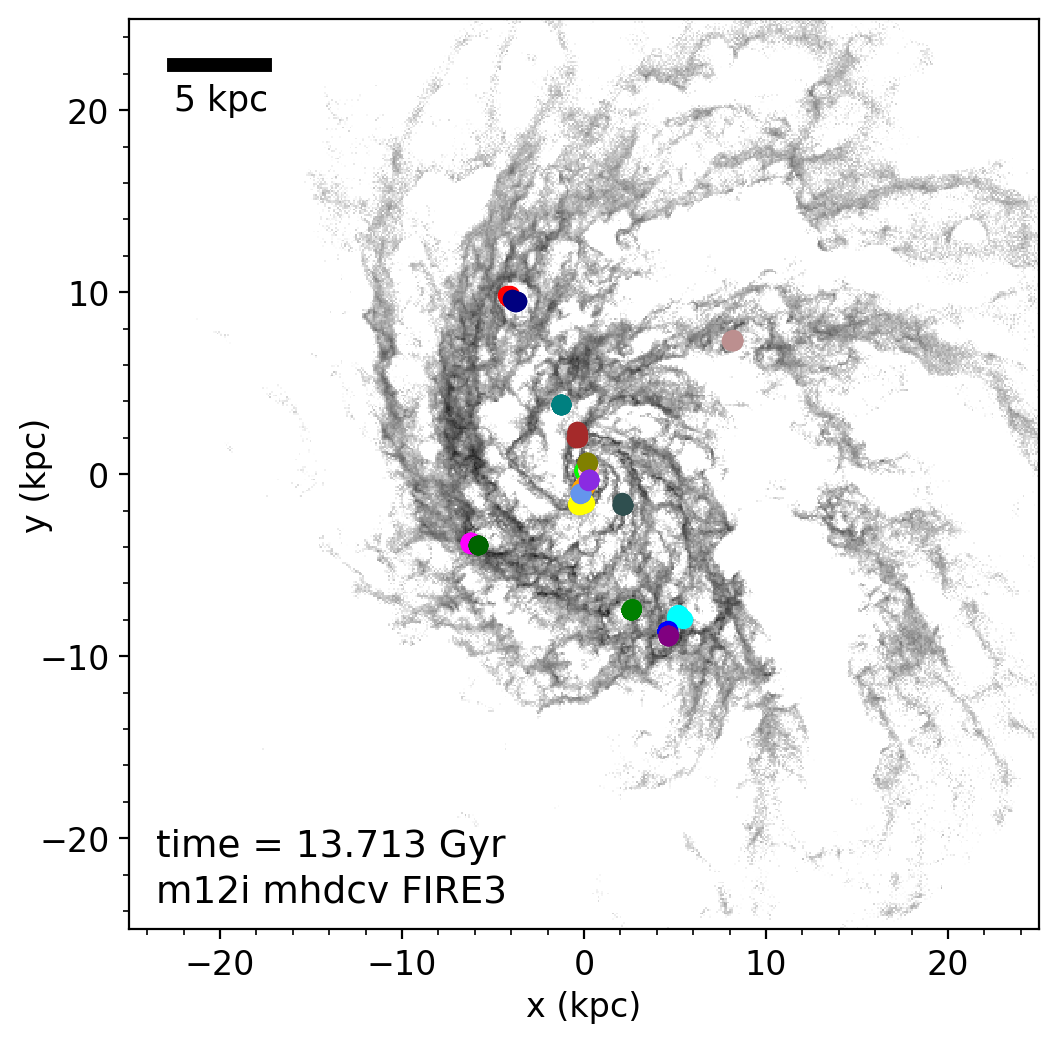 5 kpc
20
10
0
−10
−20
y (kpc)
time = 13.713 Gyr
m12i mhdcv FIRE3
−20 −10 0 10 20
x (kpc)